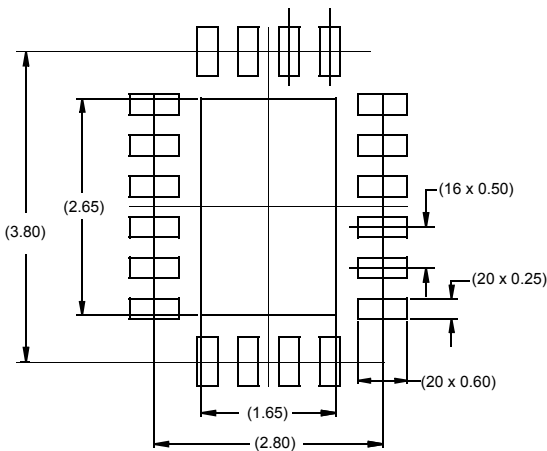 (16 x 0.50)
(2.65)
(3.80)
(20 x 0.25)
(20 x 0.60)
(1.65)
(2.80)